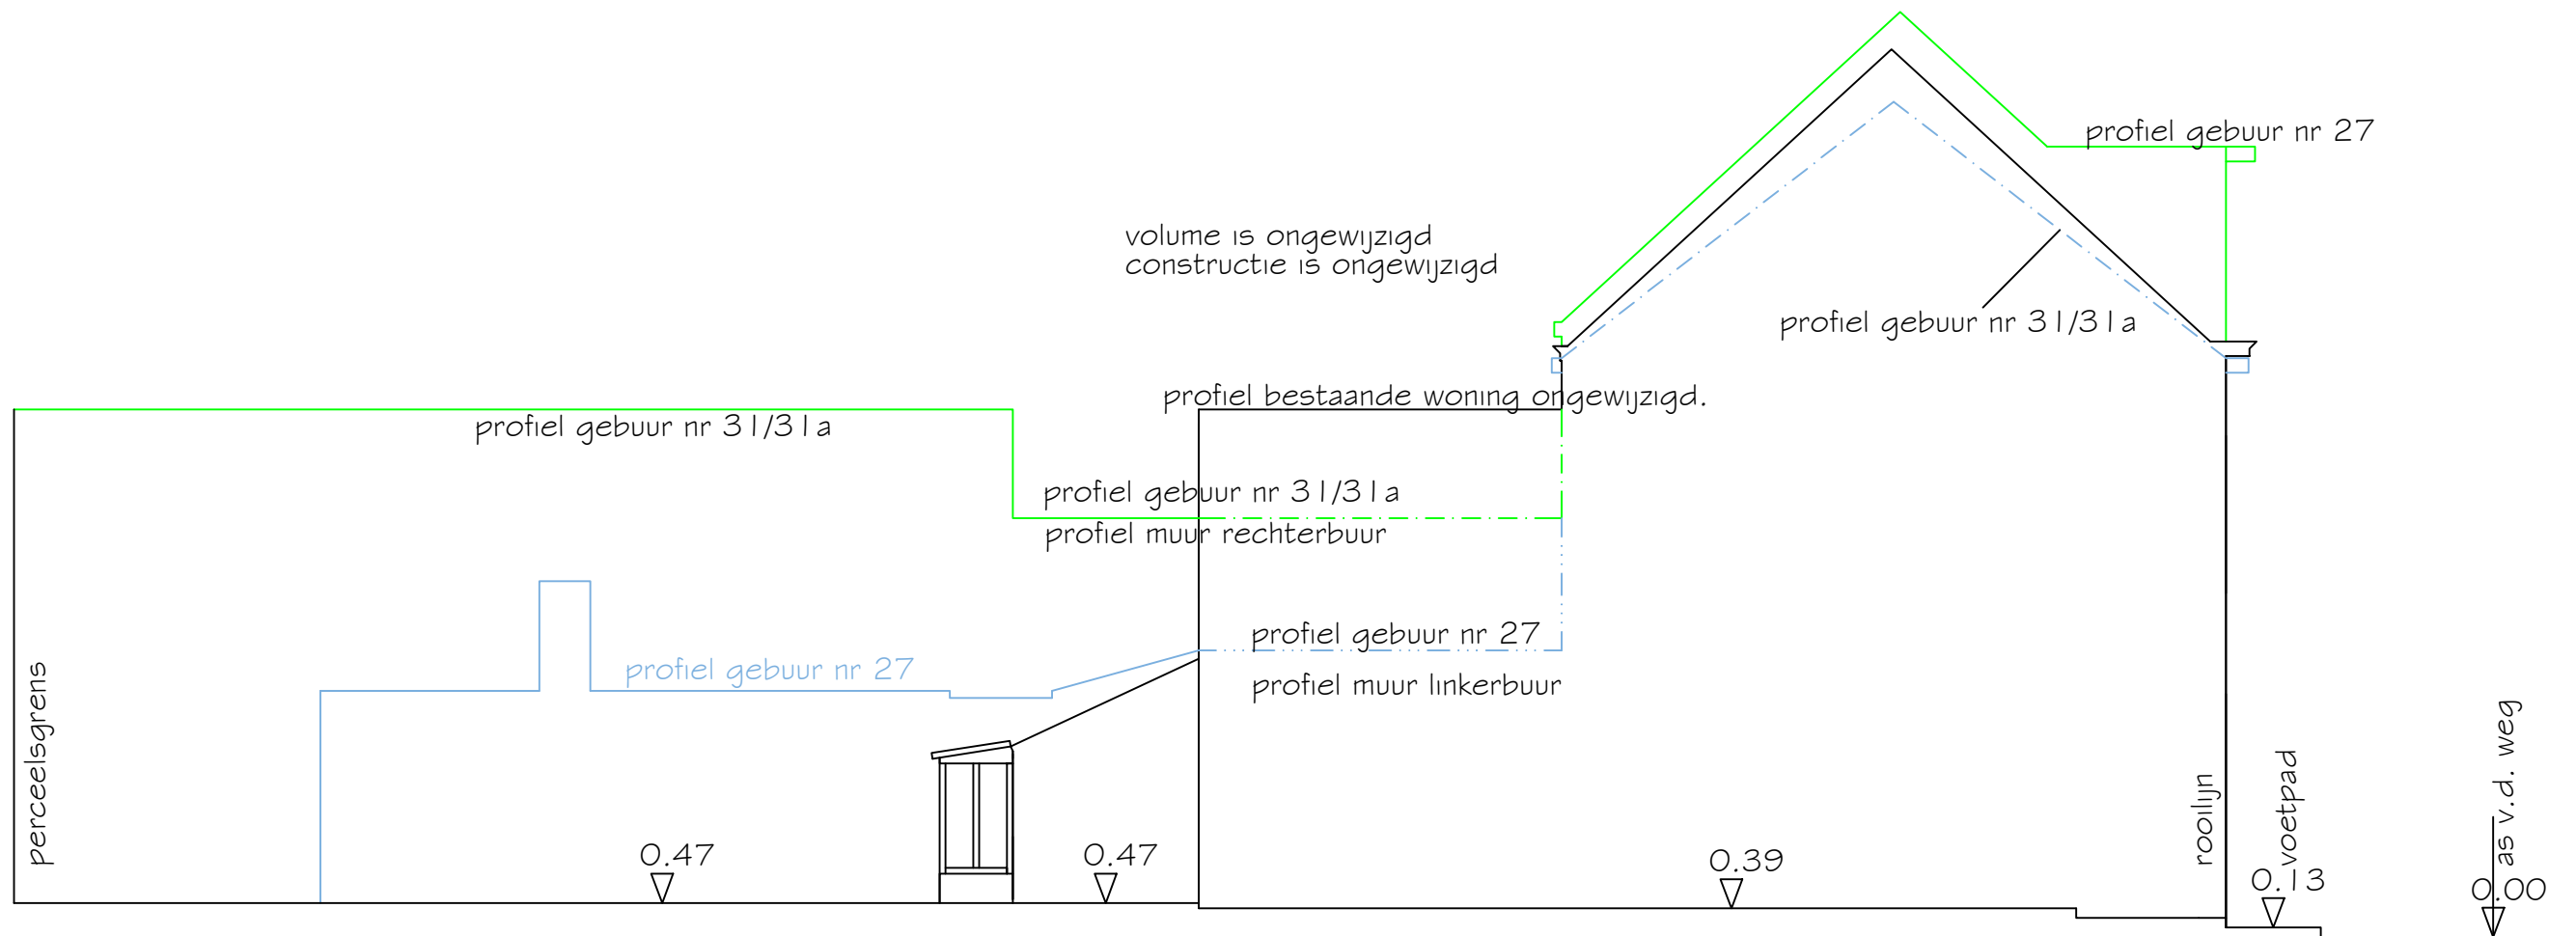 profiel gebuur nr 27
volume is ongewijzigd
constructie is ongewijzigd
profiel gebuur nr 31/31a
profiel bestaande woning ongewijzigd.
profiel gebuur nr 31/31a
profiel gebuur nr 31/31a
profiel muur rechterbuur
profiel gebuur nr 27
profiel gebuur nr 27
profiel muur linkerbuur
perceelsgrens
rooilijn
voetpad
as v.d. weg
0.47
0.47
0.39
0.13
0.00